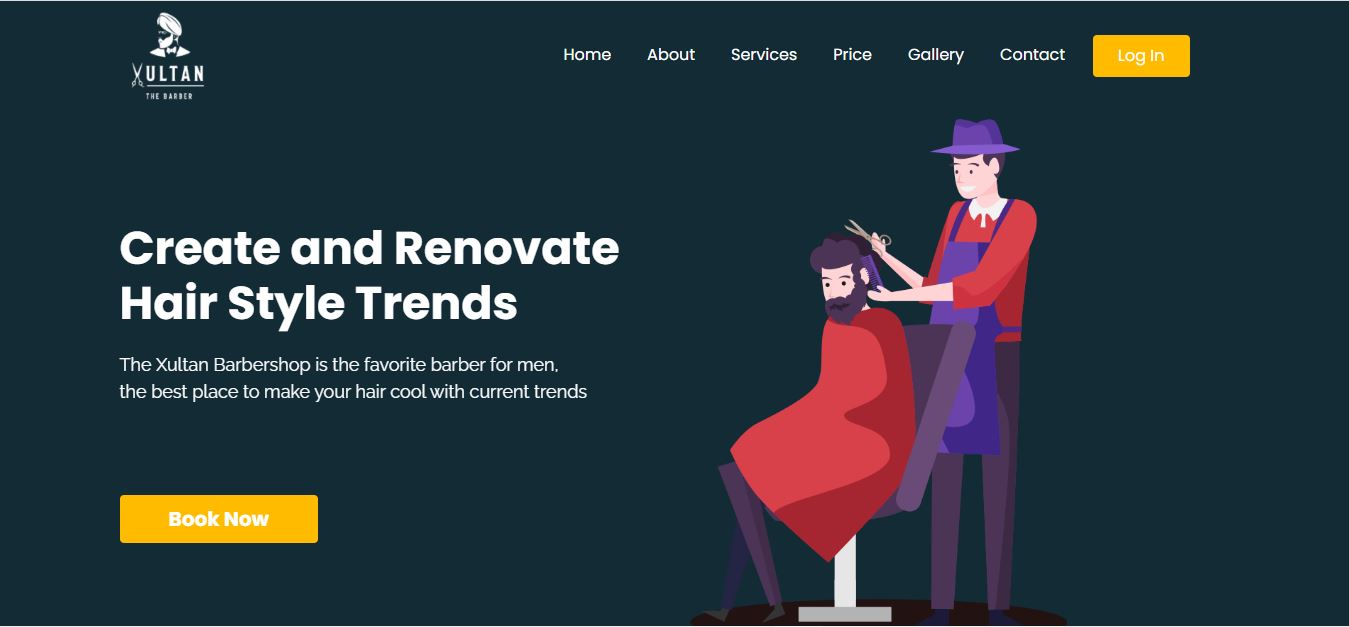 XULTAN
THE BARBER
Home About Services Price Gallery Contact Log In
Create and Renovate
Hair Style Trends
The Xultan Barbershop is the favorite barber for men,
the best place to make your hair cool with current trends
Book Now